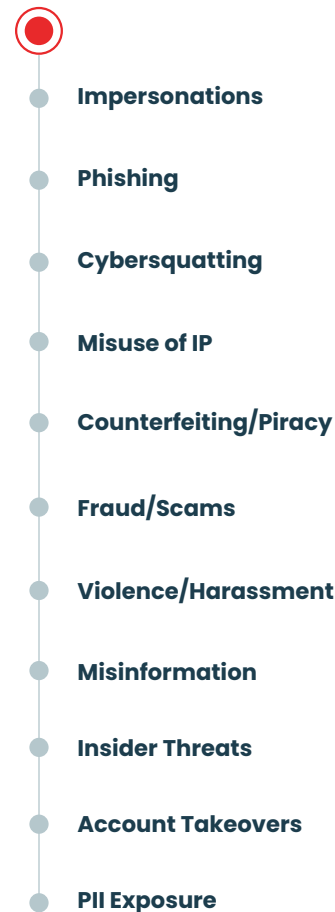 Impersonations
Phishing
Cybersquatting
Misuse of IP
Counterfeiting/Piracy
Fraud/Scams
Violence/Harassment
Misinformation
Insider Threats
Account Takeovers
PII Exposure